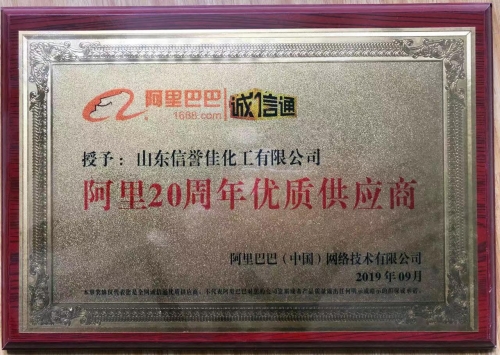 阿里巴巴 诚信通
1688.com
授予：山东信誉佳化工有限公司
阿里20周年优质供应商
阿里巴巴（中国）网络技术有限公司
2019年09月